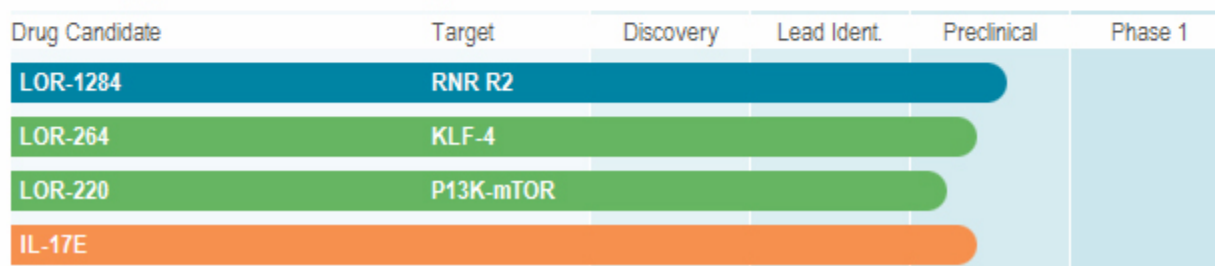 Drug Candidate Target Discovery Lead Ident. Preclinical Phase 1
LOR-1284 RNR R2
LOR-264 KLF-4
LOR-220 P13K-mTOR
IL-17E